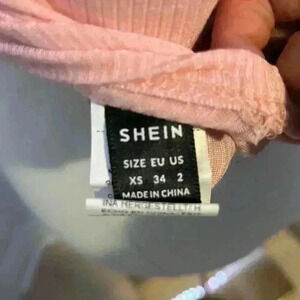 SHEIN
SIZE EU US
XS 34 2
MADE IN CHINA